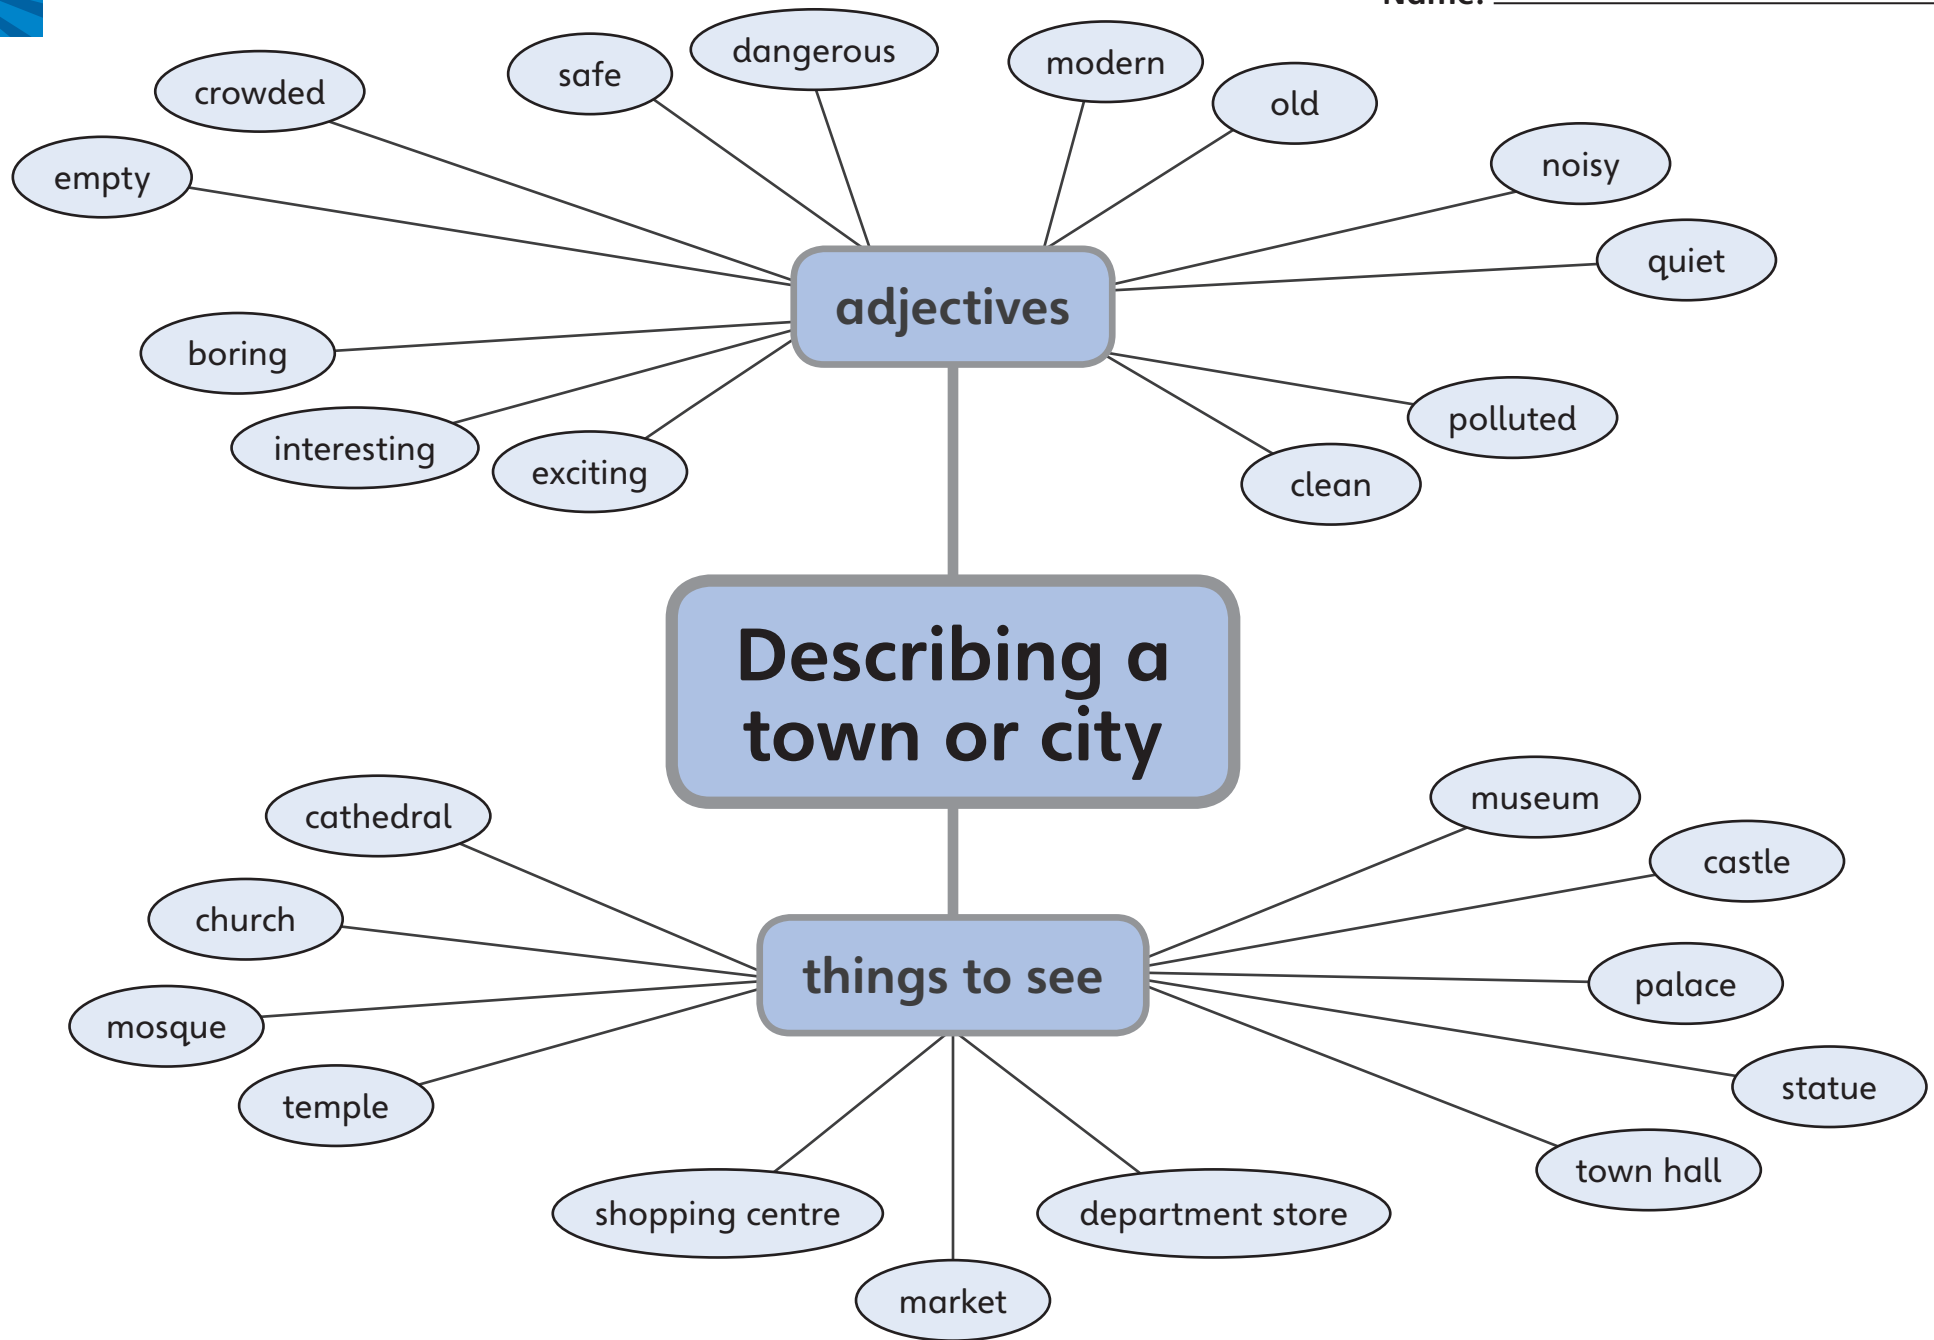 Name:
dangerous
modern
safe
crowded
old
noisy
empty
quiet
adjectives
boring
polluted
interesting
exciting
clean
Describing a
town or city
museum
cathedral
castle
church
things to see
palace
mosque
statue
temple
town hall
shopping centre
department store
market